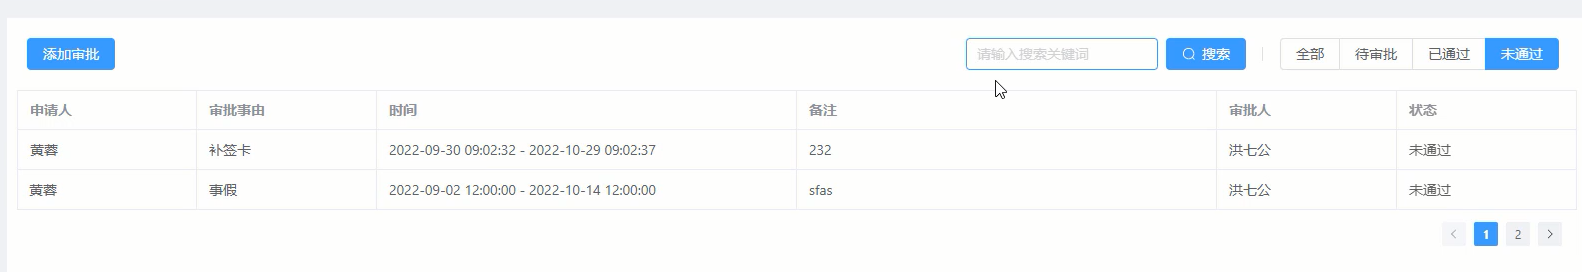 添加审批 请输入搜索关键词 搜索 全部 待审批 已通过 未通过
申请人 审批事由 时间 备注 审批人 状态
黄蓉 补签卡 2022-09-30 09:02:32 - 2022-10-29 09:02:37 232 洪七公 未通过
黄蓉 事假 2022-09-02 12:00:00 - 2022-10-14 12:00:00 sfas 洪七公 未通过
1 2